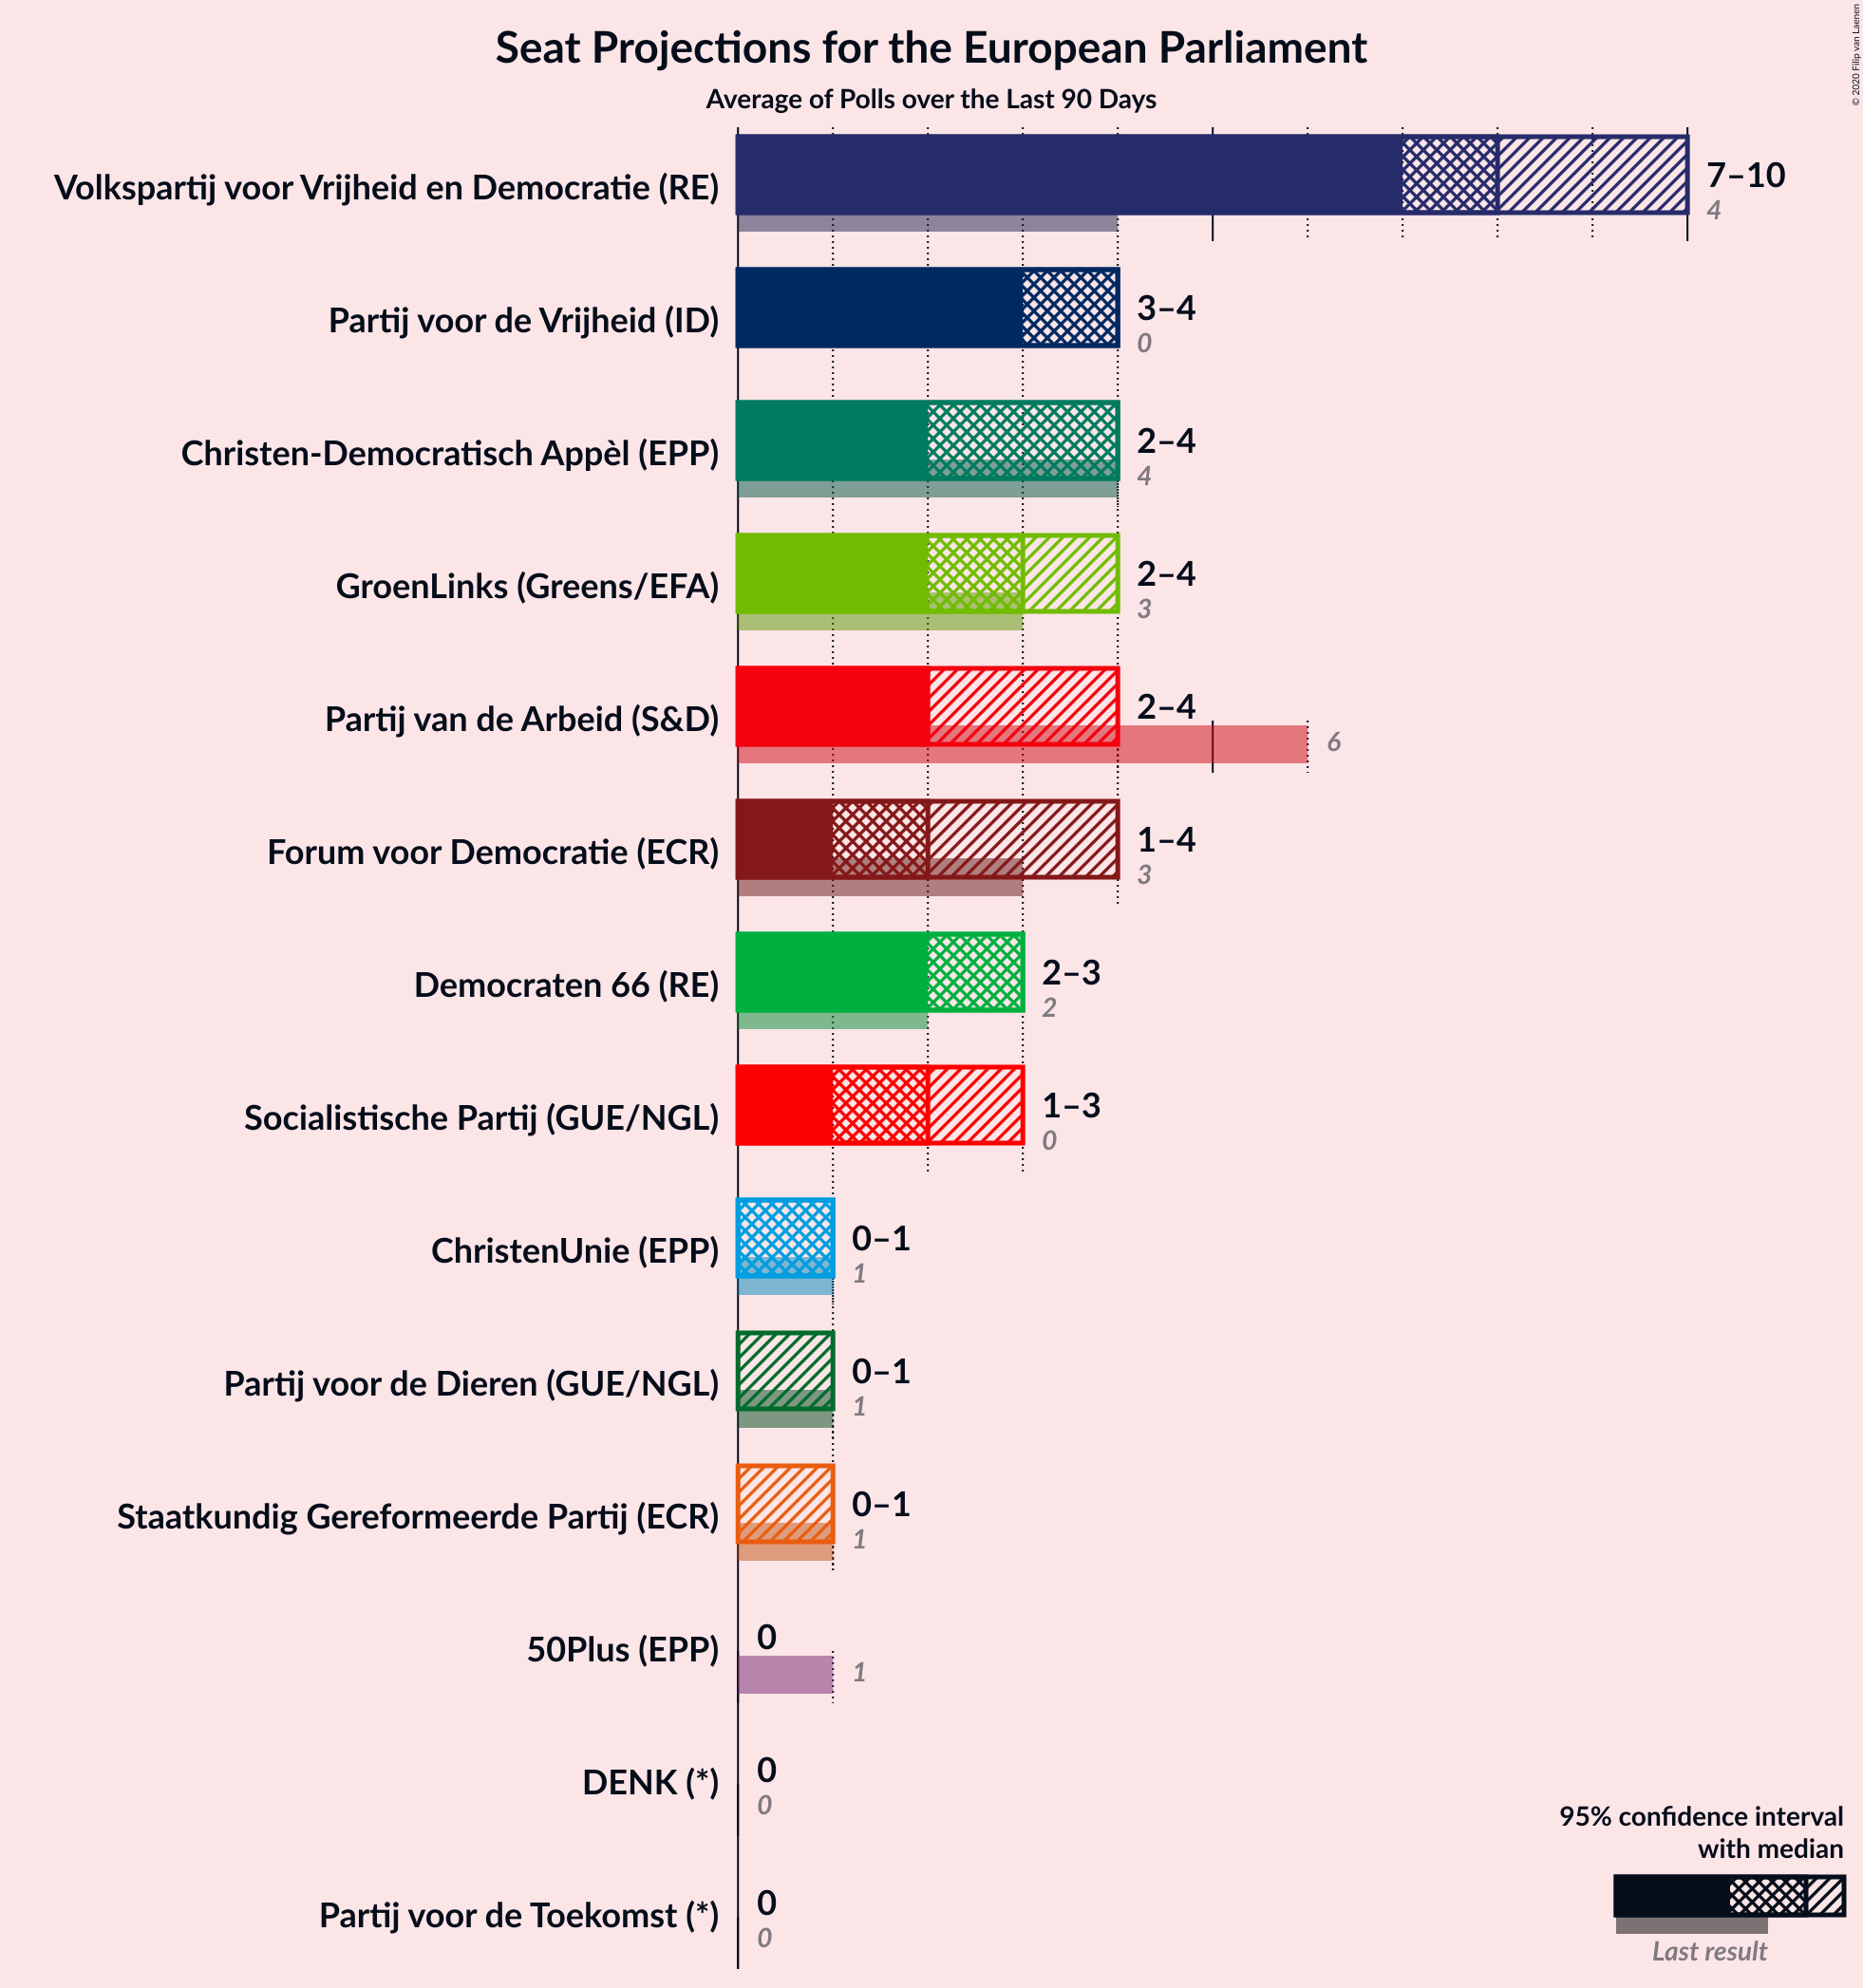 Seat Projections for the European Parliament
Average of Polls over the Last 90 Days
© 2020 Filip van Laenen
Volkspartij voor Vrijheid en Democratie (RE)
7–10
4
Partij voor de Vrijheid (ID)
3–4
0
Christen-Democratisch Appèl (EPP)
2–4
4
GroenLinks (Greens/EFA)
2–4
3
Partij van de Arbeid (S&D)
2–4
6
Forum voor Democratie (ECR)
1–4
3
Democraten 66 (RE)
2–3
2
Socialistische Partij (GUE/NGL)
1–3
0
ChristenUnie (EPP)
0–1
1
Partij voor de Dieren (GUE/NGL)
0–1
1
Staatkundig Gereformeerde Partij (ECR)
0–1
1
50Plus (EPP)
0
1
DENK (*)
0
0
Partij voor de Toekomst (*)
0
0
95% confidence interval
with median
Last result